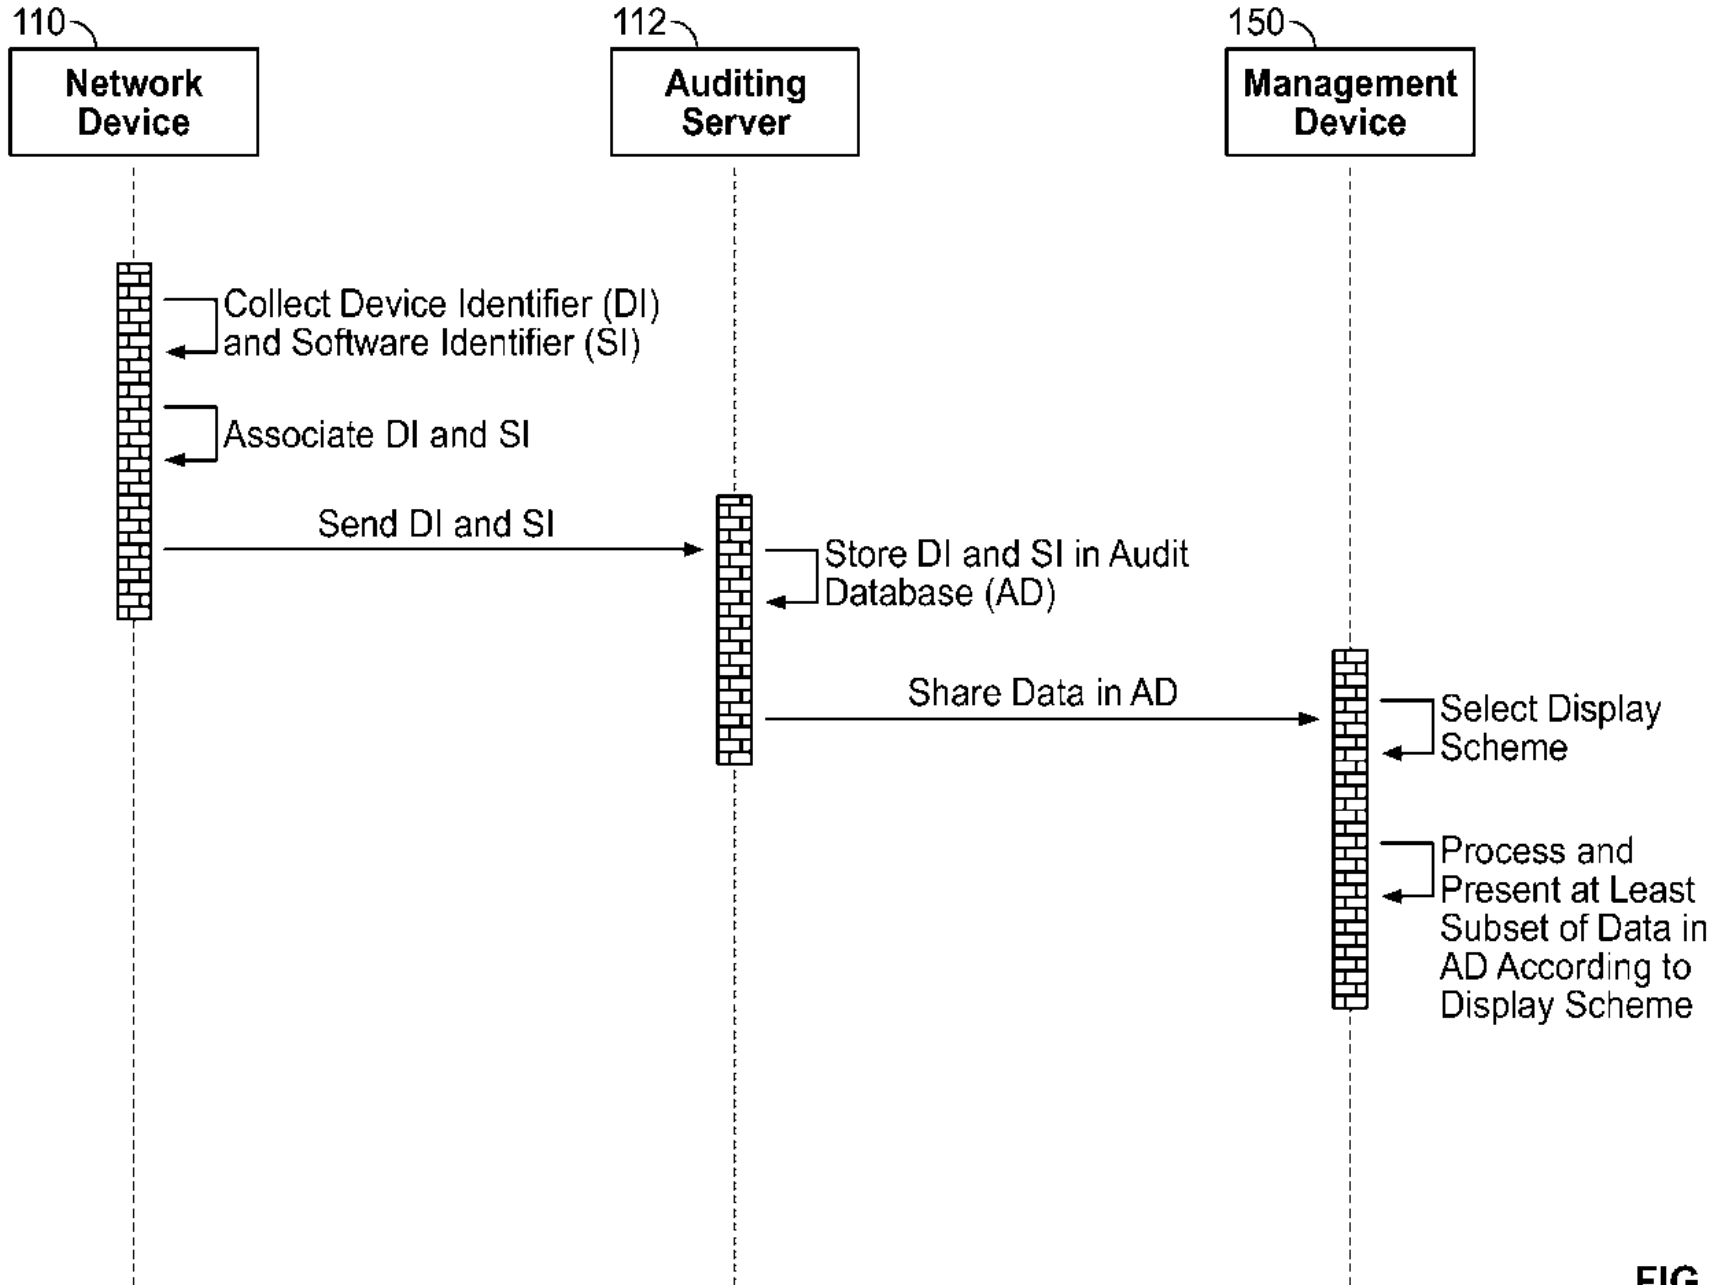 110
112
150
Network
Device
Auditing
Server
Management
Device
Collect Device Identifier (DI)
and Software Identifier (SI)
Associate DI and SI
Send DI and SI
Store DI and SI in Audit
Database (AD)
Share Data in AD
Select Display
Scheme
Process and
Present at Least
Subset of Data in
AD According to
Display Scheme
FIG